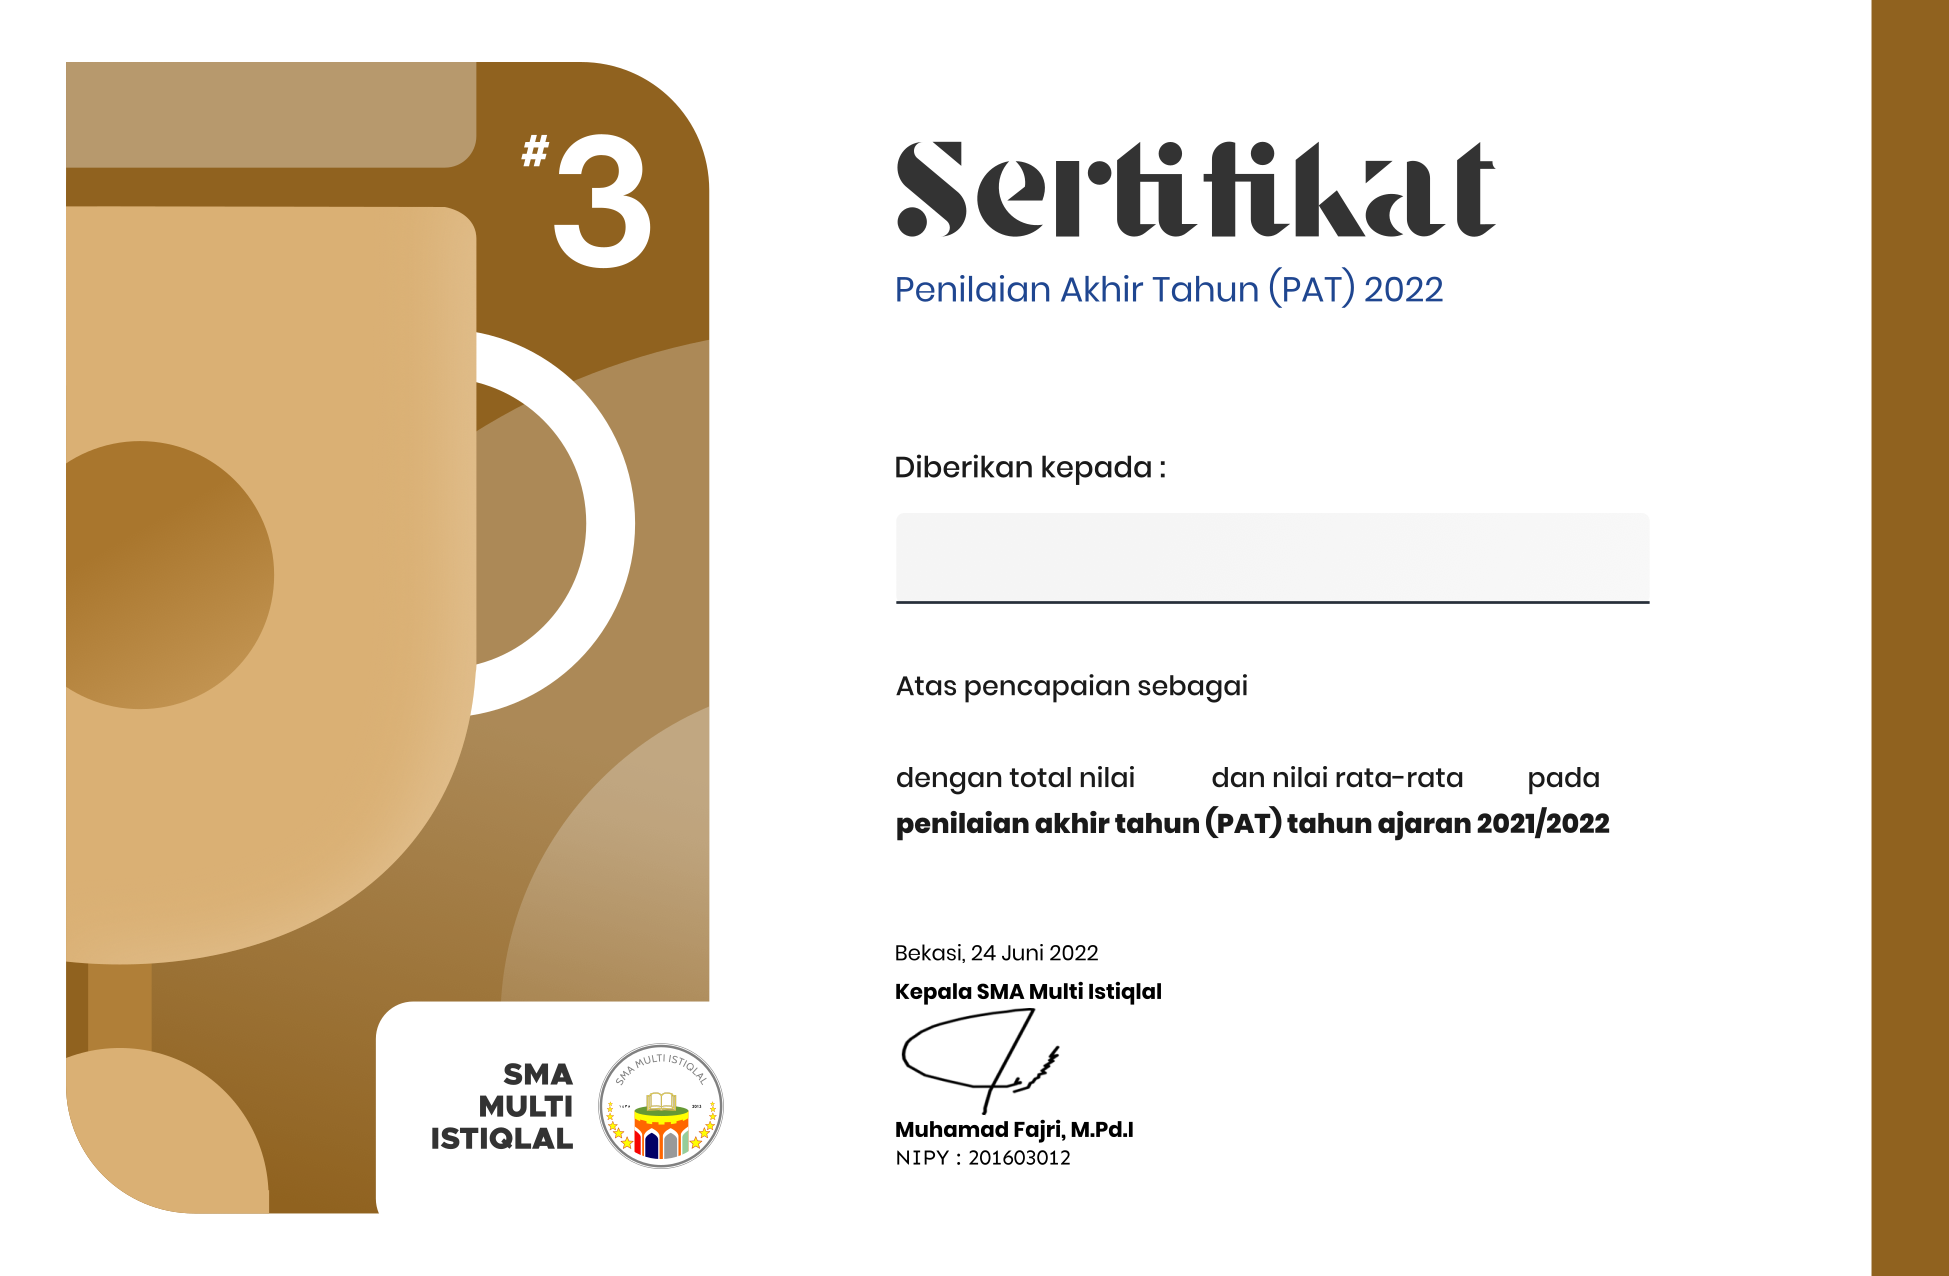 #3
Sertifikat
Penilaian Akhir Tahun (PAT) 2022
Diberikan kepada :
Atas pencapaian sebagai
dengan total nilai dan nilai rata-rata pada
penilaian akhir tahun (PAT) tahun ajaran 2021/2022
Bekasi, 24 Juni 2022
Kepala SMA Multi Istiqlal
Muhamad Fajri, M.Pd.I
NIPY : 201603012
SMA
MULTI
ISTIQLAL
SMA MULTI ISTIQLAL
2012